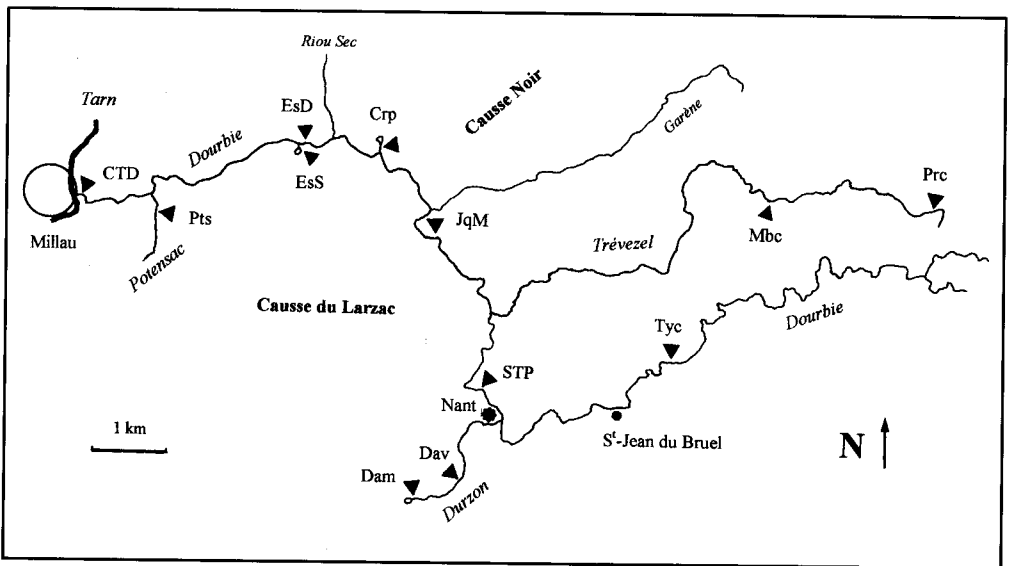 Riou Sec
Tarn
EsD
Crp
Causse Noir
Dourbie
Garène
CTD
EsS
Prc
Pts
JqM
Mbc
Millau
Trévezel
Potensac
Causse du Larzac
Dourbie
Tyc
STP
Nant
1 km
Sᵗ-Jean du Bruel
N
Dav
Dam
Durzon